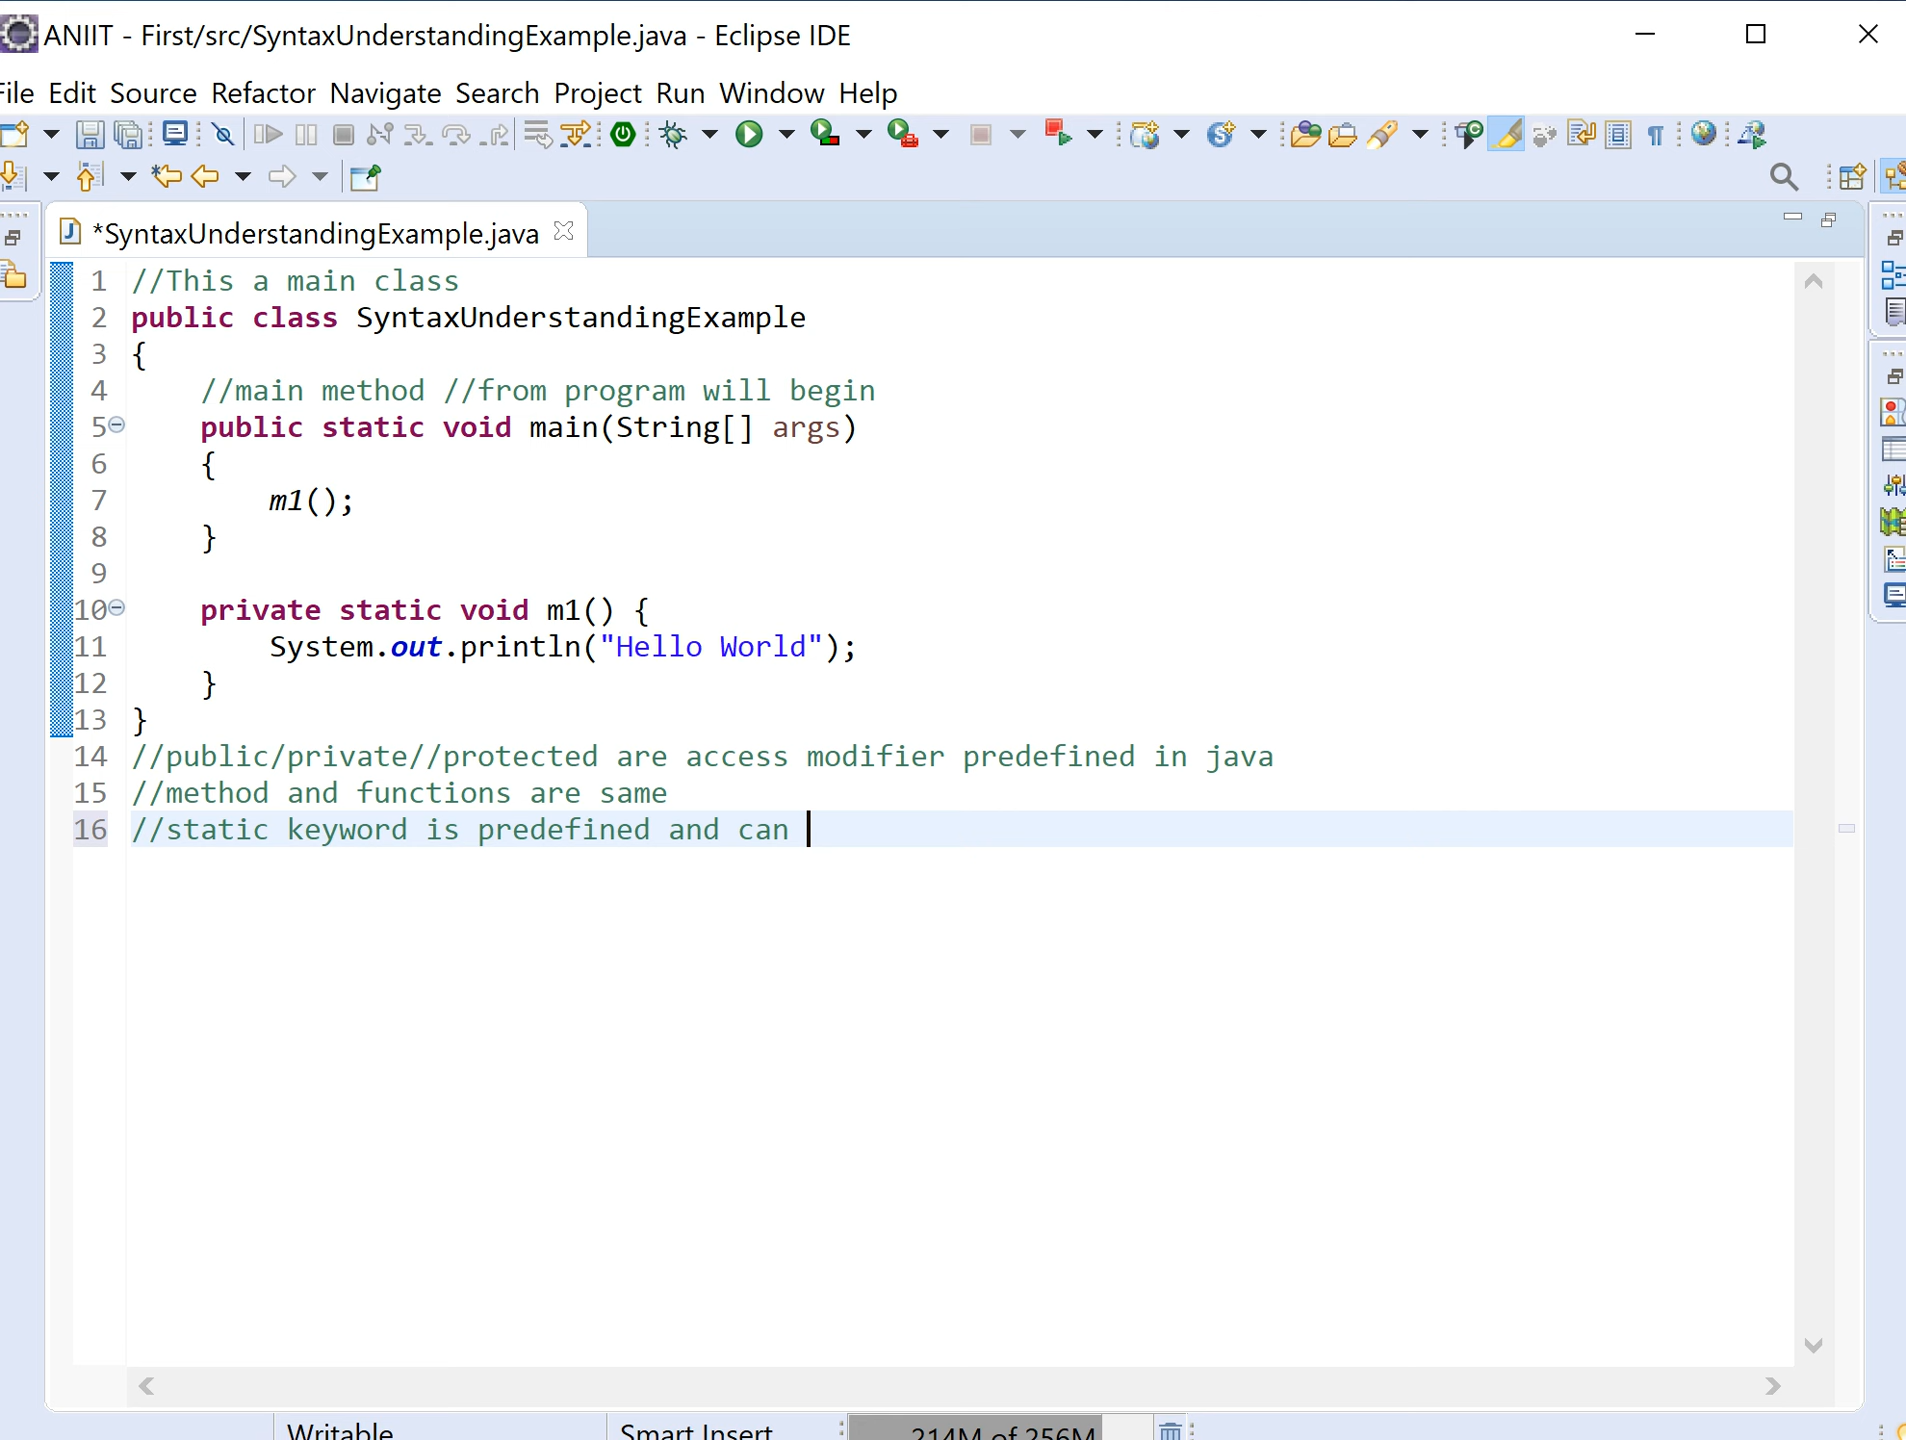 ANIIT - First/src/SyntaxUnderstandingExample.java - Eclipse IDE
File Edit Source Refactor Navigate Search Project Run Window Help
*SyntaxUnderstandingExample.java
1 //This a main class
2 public class SyntaxUnderstandingExample
3 {
4 //main method //from program will begin
5 public static void main(String[] args)
6 {
7 m1();
8 }
9
10 private static void m1() {
11 System.out.println("Hello World");
12 }
13 }
14 //public/private//protected are access modifier predefined in java
15 //method and functions are same
16 //static keyword is predefined and can
Writable Smart Insert 214M of 256M